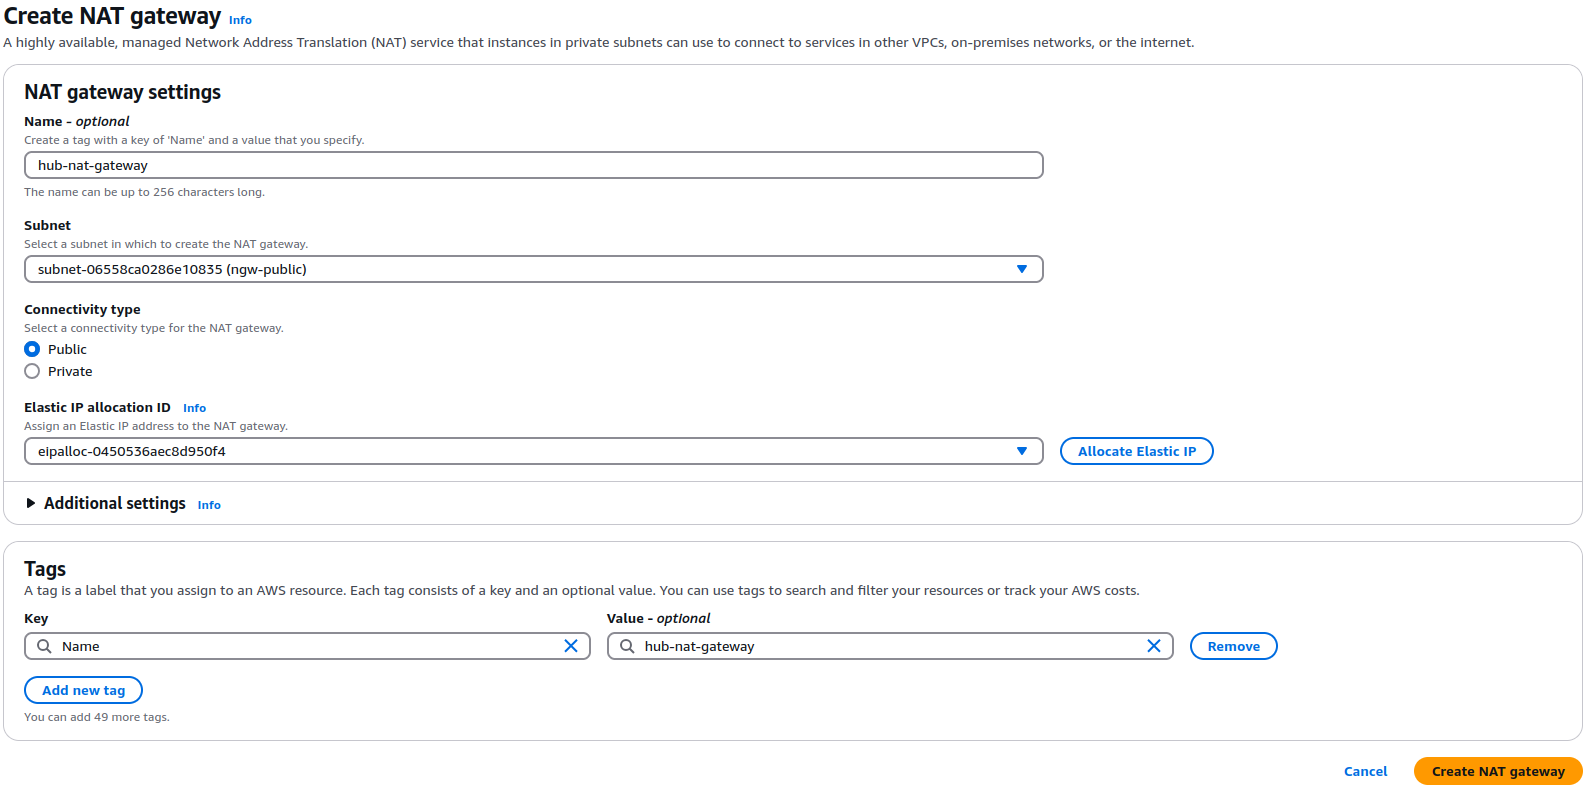 Create NAT gateway Info
A highly available, managed Network Address Translation (NAT) service that instances in private subnets can use to connect to services in other VPCs, on-premises networks, or the internet.
NAT gateway settings
Name - optional
Create a tag with a key of 'Name' and a value that you specify.
hub-nat-gateway
The name can be up to 256 characters long.
Subnet
Select a subnet in which to create the NAT gateway.
subnet-06558ca0286e10835 (ngw-public)
Connectivity type
Select a connectivity type for the NAT gateway.
Public
Private
Elastic IP allocation ID Info
Assign an Elastic IP address to the NAT gateway.
eipalloc-0450536aec8d950f4 Allocate Elastic IP
Additional settings Info
Tags
A tag is a label that you assign to an AWS resource. Each tag consists of a key and an optional value. You can use tags to search and filter your resources or track your AWS costs.
Key Value - optional
Name hub-nat-gateway Remove
Add new tag
You can add 49 more tags.
Cancel Create NAT gateway